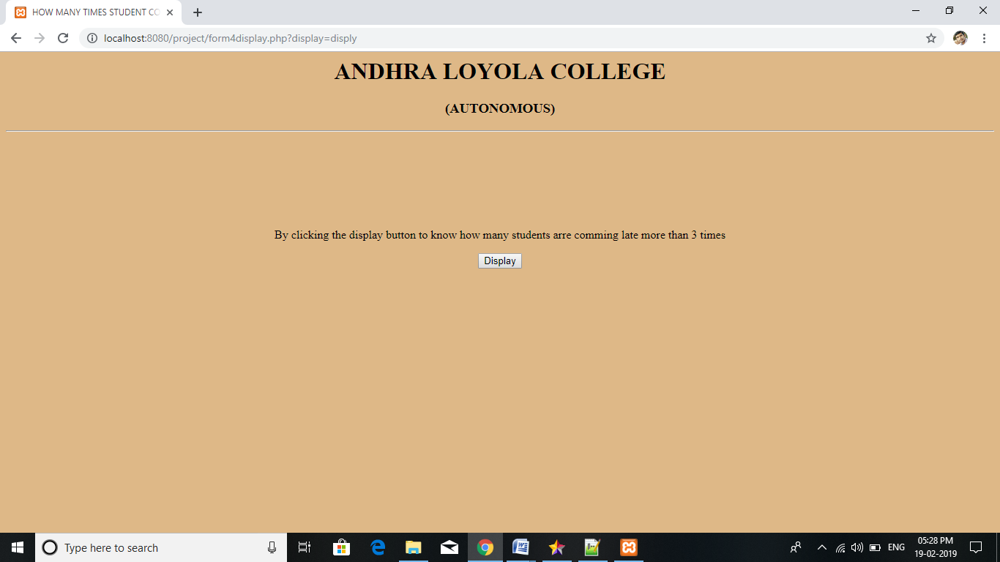 HOW MANY TIMES STUDENT CO
localhost:8080/project/form4display.php?display=disply
ANDHRA LOYOLA COLLEGE
(AUTONOMOUS)
By clicking the display button to know how many students arre comming late more than 3 times
Display
Type here to search
ENG
05:28 PM
19-02-2019